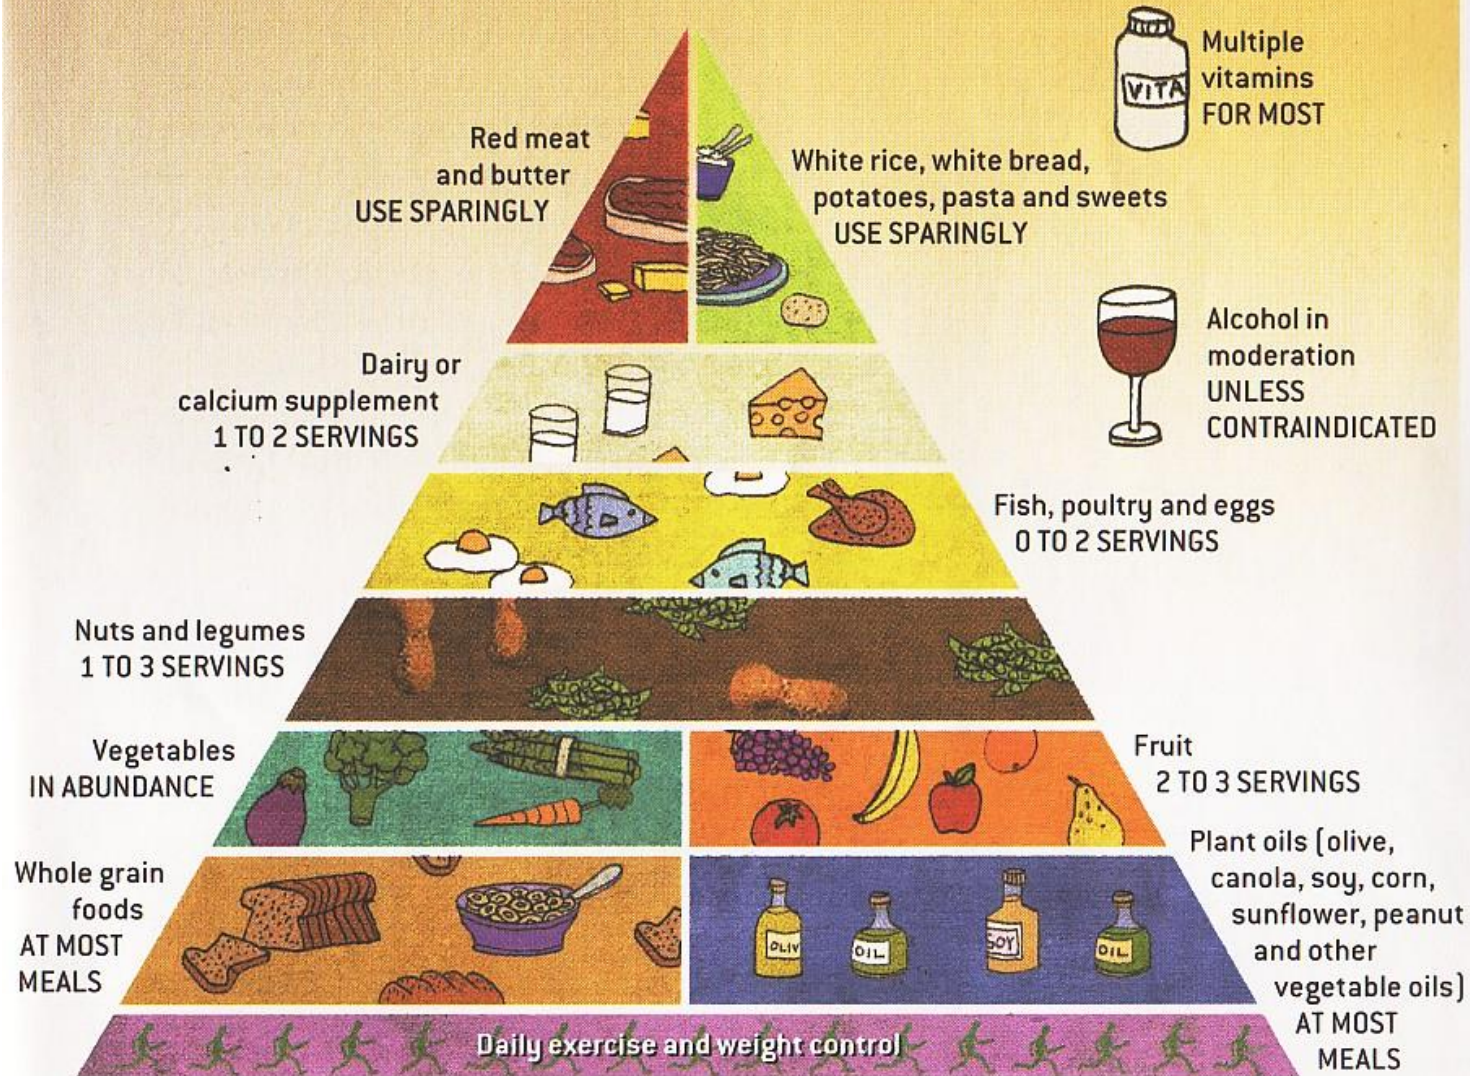 Multiple
vitamins
FOR MOST
VITA
Red meat
and butter
USE SPARINGLY
White rice, white bread,
potatoes, pasta and sweets
USE SPARINGLY
Alcohol in
moderation
UNLESS
CONTRAINDICATED
Dairy or
calcium supplement
1 TO 2 SERVINGS
Fish, poultry and eggs
0 TO 2 SERVINGS
Nuts and legumes
1 TO 3 SERVINGS
Vegetables
IN ABUNDANCE
Fruit
2 TO 3 SERVINGS
Whole grain
foods
AT MOST
MEALS
OLIV
OIL
SOY
OIL
Plant oils (olive,
canola, soy, corn,
sunflower, peanut
and other
vegetable oils)
AT MOST
MEALS
Daily exercise and weight control